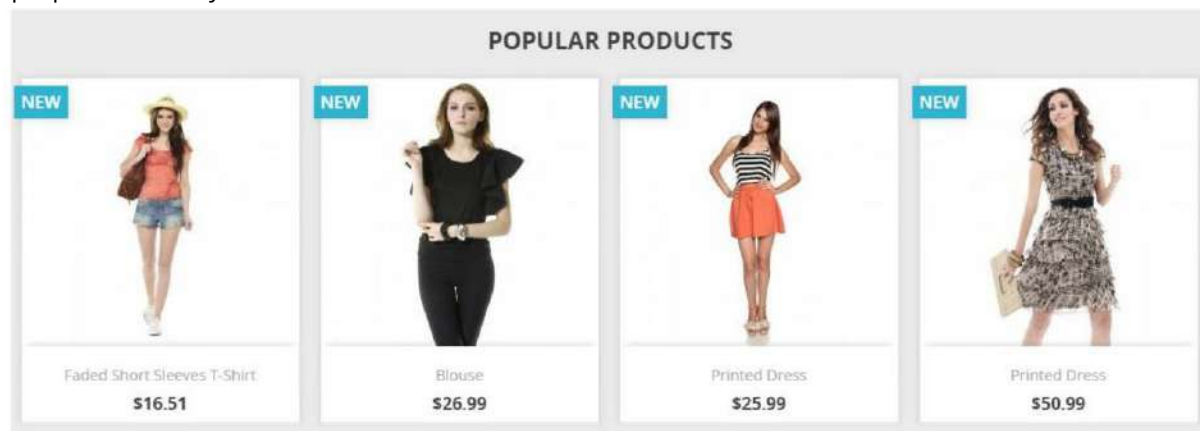 POPULAR PRODUCTS
NEW
NEW
NEW
NEW
Faded Short Sleeves T-Shirt
Blouse
Printed Dress
Printed Dress
$16.51
$26.99
$25.99
$50.99